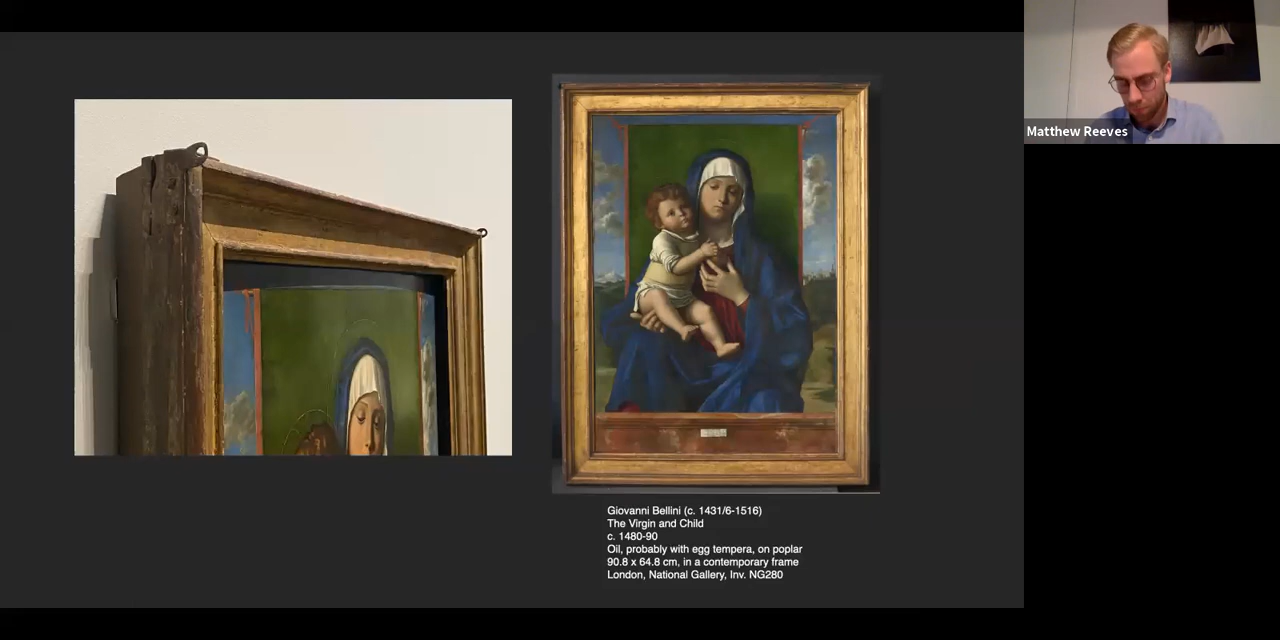 Matthew Reeves
Giovanni Bellini (c. 1431/6-1516)
The Virgin and Child
c. 1480-90
Oil, probably with egg tempera, on poplar
90.8 x 64.8 cm, in a contemporary frame
London, National Gallery, Inv. NG280